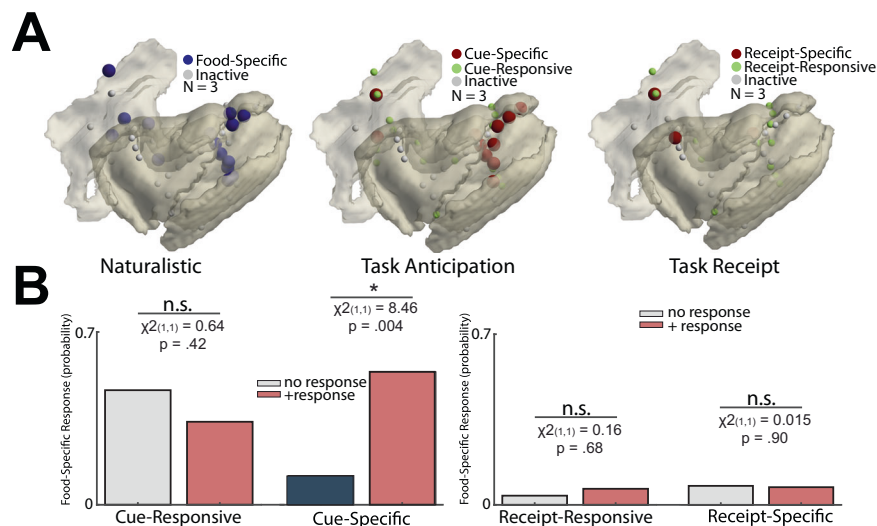 A
Food-Specific
Inactive
N = 3
Cue-Specific
Cue-Responsive
Inactive
N = 3
Receipt-Specific
Receipt-Responsive
Inactive
N = 3
Naturalistic
Task Anticipation
Task Receipt
B
Food-Specific Response (probability)
0.7
0
n.s.
χ2(1,1) = 0.64
p = .42
*
χ2(1,1) = 8.46
p = .004
no response
+response
Cue-Responsive
Cue-Specific
Food-Specific Response (probability)
0.7
0
no response
+ response
n.s.
χ2(1,1) = 0.16
p = .68
n.s.
χ2(1,1) = 0.015
p = .90
Receipt-Responsive
Receipt-Specific